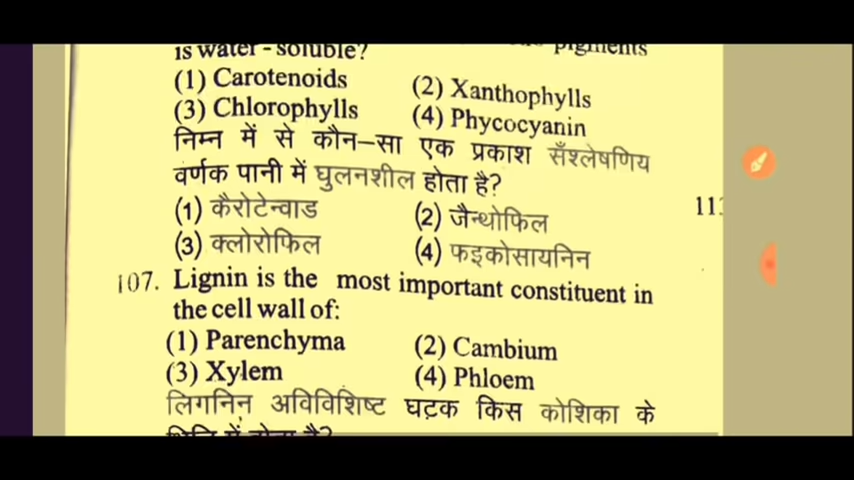 is water - soluble? pigments
(1) Carotenoids (2) Xanthophylls
(3) Chlorophylls (4) Phycocyanin
निम्न में से कौन-सा एक प्रकाश सँश्लेषणिय
वर्णक पानी में घुलनशील होता है?
(1) कैरोटेन्वाड (2) जैन्थोफिल
(3) क्लोरोफिल (4) फइकोसायनिन
107. Lignin is the most important constituent in
the cell wall of:
(1) Parenchyma (2) Cambium
(3) Xylem (4) Phloem
लिगनिन अविविशिष्ट घटक किस कोशिका के